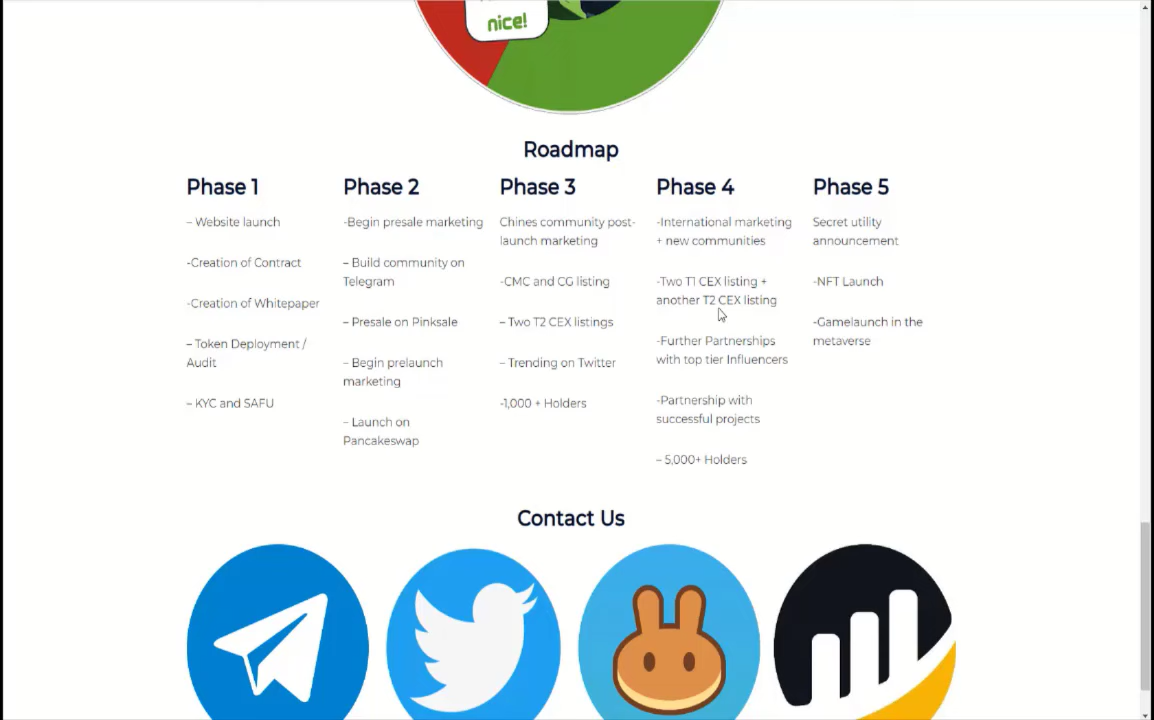 nice!
Roadmap
Phase 1
– Website launch
-Creation of Contract
-Creation of Whitepaper
– Token Deployment /
Audit
– KYC and SAFU
Phase 2
-Begin presale marketing
– Build community on
Telegram
– Presale on Pinksale
– Begin prelaunch
marketing
– Launch on
Pancakeswap
Phase 3
Chines community post-
launch marketing
-CMC and CG listing
– Two T2 CEX listings
– Trending on Twitter
-1,000 + Holders
Phase 4
-International marketing
+ new communities
-Two T1 CEX listing +
another T2 CEX listing
-Further Partnerships
with top tier Influencers
-Partnership with
successful projects
– 5,000+ Holders
Phase 5
Secret utility
announcement
-NFT Launch
-Gamelaunch in the
metaverse
Contact Us